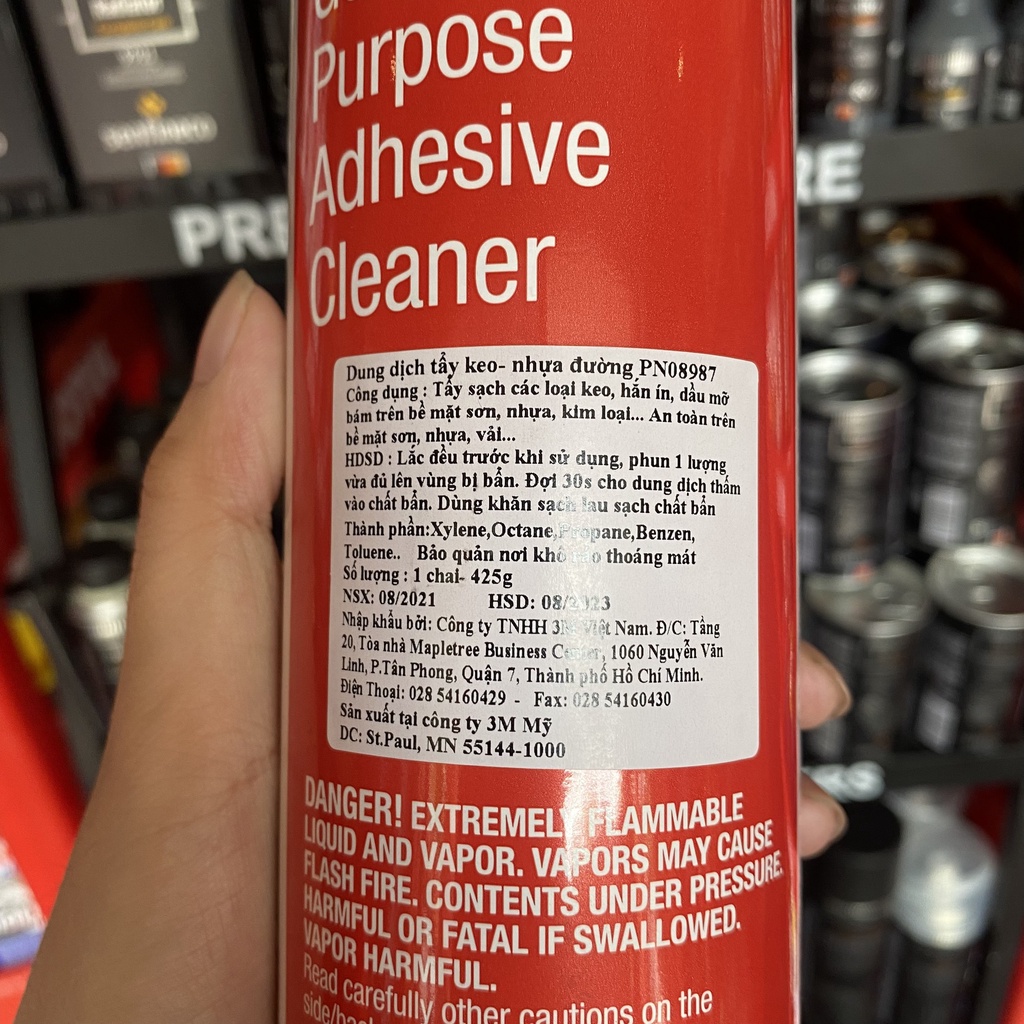 Purpose
Adhesive
Cleaner
Dung dịch tẩy keo- nhựa đường PN08987
Công dụng : Tẩy sạch các loại keo, hắn ín, dầu mỡ
bám trên bề mặt sơn, nhựa, kim loại... An toàn trên
bề mặt sơn, nhựa, vải...
HDSD : Lắc đều trước khi sử dụng, phun 1 lượng
vừa đủ lên vùng bị bẩn. Đợi 30s cho dung dịch thấm
vào chất bẩn. Dùng khăn sạch lau sạch chất bẩn
Thành phần:Xylene,Octane,Propane,Benzen,
Toluene.. Bảo quản nơi khô ráo thoáng mát
Số lượng : 1 chai- 425g
NSX: 08/2021 HSD: 08/2023
Nhập khẩu bởi: Công ty TNHH 3M Việt Nam. Đ/C: Tầng
20, Tòa nhà Mapletree Business Center, 1060 Nguyễn Văn
Linh, P.Tân Phong, Quận 7, Thành phố Hồ Chí Minh.
Điện Thoại: 028 54160429 - Fax: 028 54160430
Sản xuất tại công ty 3M Mỹ
DC: St.Paul, MN 55144-1000
DANGER! EXTREMELY FLAMMABLE
LIQUID AND VAPOR. VAPORS MAY CAUSE
FLASH FIRE. CONTENTS UNDER PRESSURE.
HARMFUL OR FATAL IF SWALLOWED.
VAPOR HARMFUL.
Read carefully other cautions on the